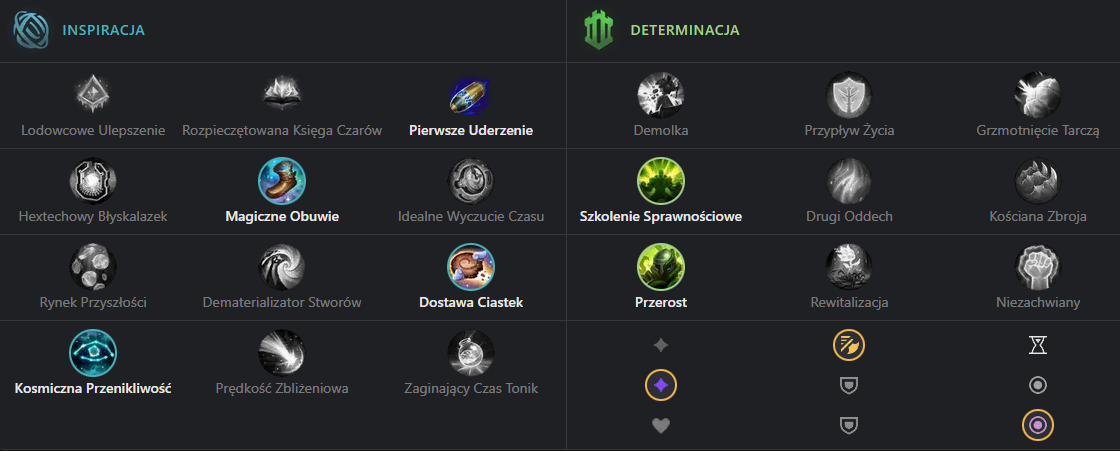 INSPIRACJA
Lodowcowe Ulepszenie
Rozpieczętowana Księga Czarów
Pierwsze Uderzenie
Hextechowy Błyskalazek
Magiczne Obuwie
Idealne Wyczucie Czasu
Rynek Przyszłości
Dematerializator Stworów
Dostawa Ciastek
Kosmiczna Przenikliwość
Prędkość Zbliżeniowa
Zaginający Czas Tonik
DETERMINACJA
Demolka
Przypływ Życia
Grzmotnięcie Tarczą
Szkolenie Sprawnościowe
Drugi Oddech
Kościana Zbroja
Przerost
Rewitalizacja
Niezachwiany